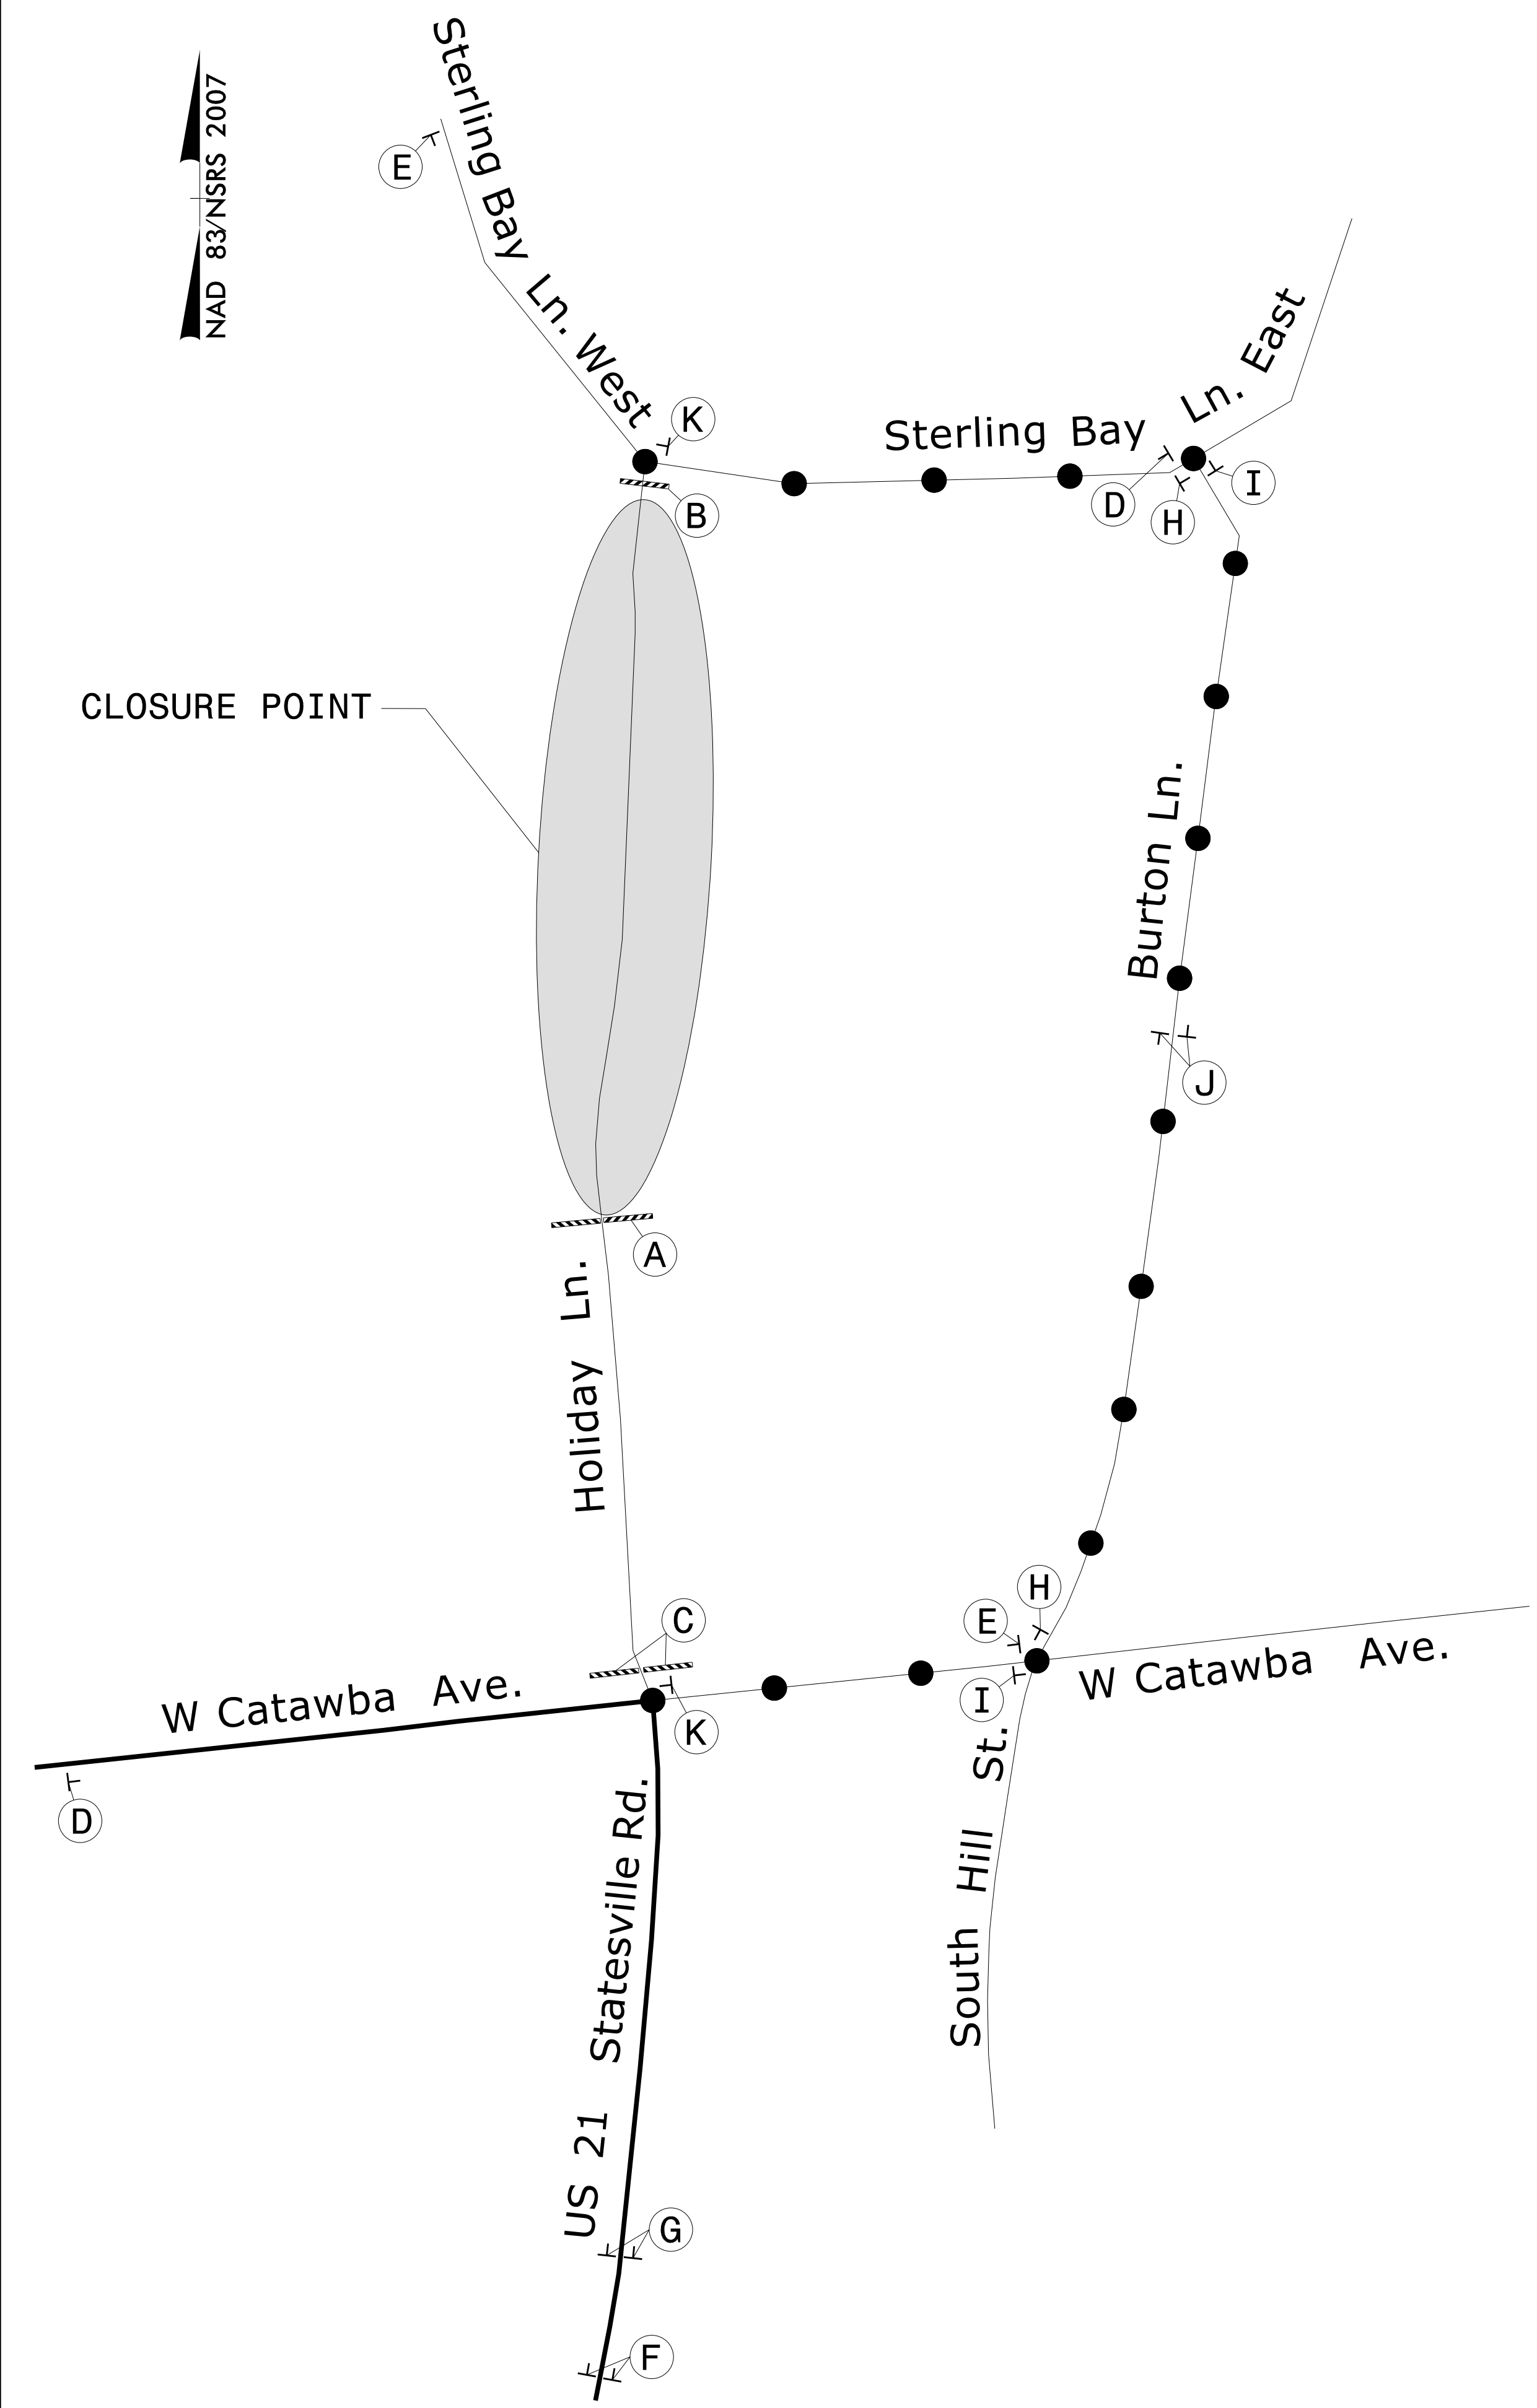 Sterling Bay Ln. West
NAD 83/NSRS 2007
E
Ln. East
K
Sterling Bay
B
D
H
I
CLOSURE POINT
Burton Ln.
J
A
Holiday Ln.
H
E
C
W Catawba Ave.
W Catawba Ave.
I
K
D
South Hill St.
US 21 Statesville Rd.
G
F